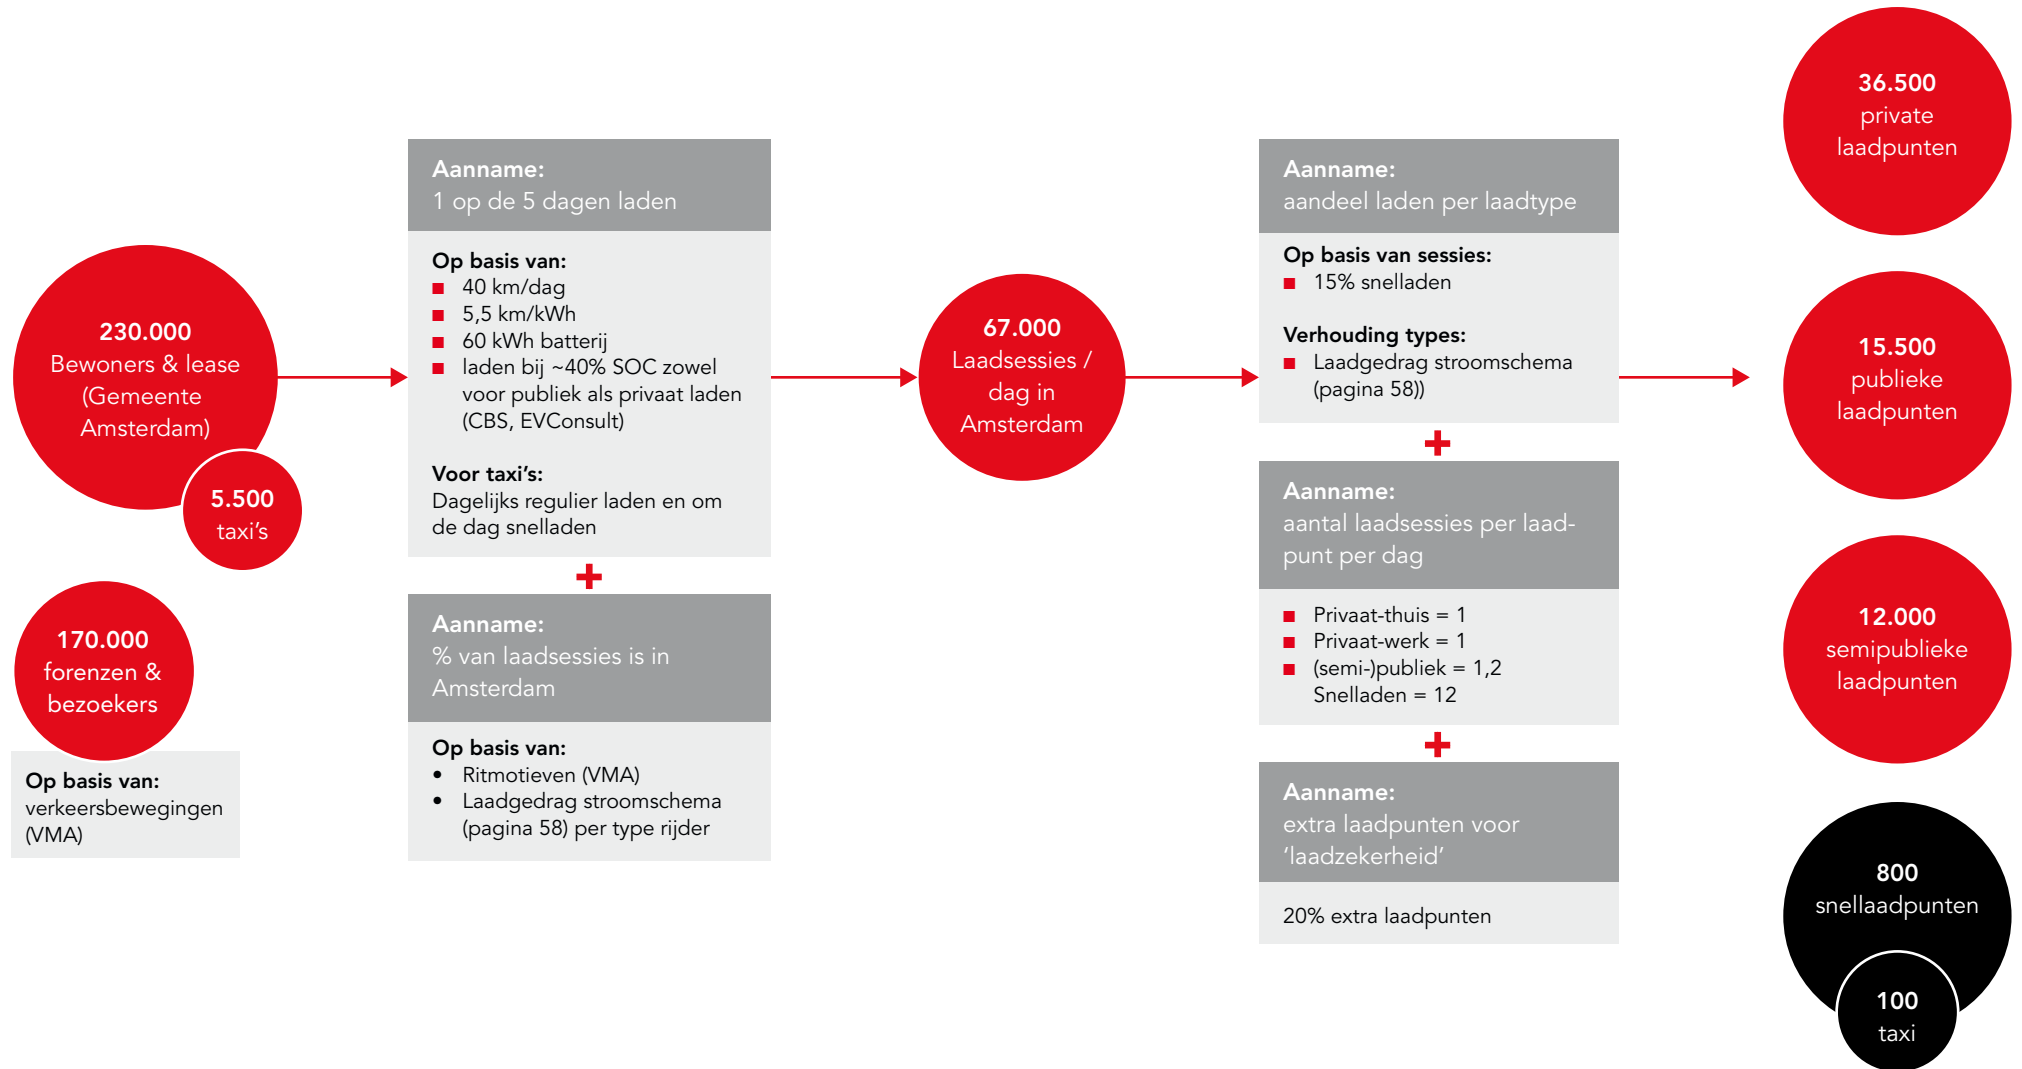 230.000
Bewoners & lease
(Gemeente
Amsterdam)
5.500
taxi's
170.000
forenzen &
bezoekers
Op basis van:
verkeersbewegingen
(VMA)
Aanname:
1 op de 5 dagen laden
Op basis van:
40 km/dag
5,5 km/kWh
60 kWh batterij
laden bij ~40% SOC zowel
voor publiek als privaat laden
(CBS, EVConsult)
Voor taxi's:
Dagelijks regulier laden en om
de dag snelladen
+
Aanname:
% van laadsessies is in
Amsterdam
Op basis van:
• Ritmotieven (VMA)
• Laadgedrag stroomschema
(pagina 58) per type rijder
67.000
Laadsessies /
dag in
Amsterdam
Aanname:
aandeel laden per laadtype
Op basis van sessies:
15% snelladen
Verhouding types:
Laadgedrag stroomschema
(pagina 58))
+
Aanname:
aantal laadsessies per laad-
punt per dag
Privaat-thuis = 1
Privaat-werk = 1
(semi-)publiek = 1,2
Snelladen = 12
+
Aanname:
extra laadpunten voor
'laadzekerheid'
20% extra laadpunten
36.500
private
laadpunten
15.500
publieke
laadpunten
12.000
semipublieke
laadpunten
800
snellaadpunten
100
taxi